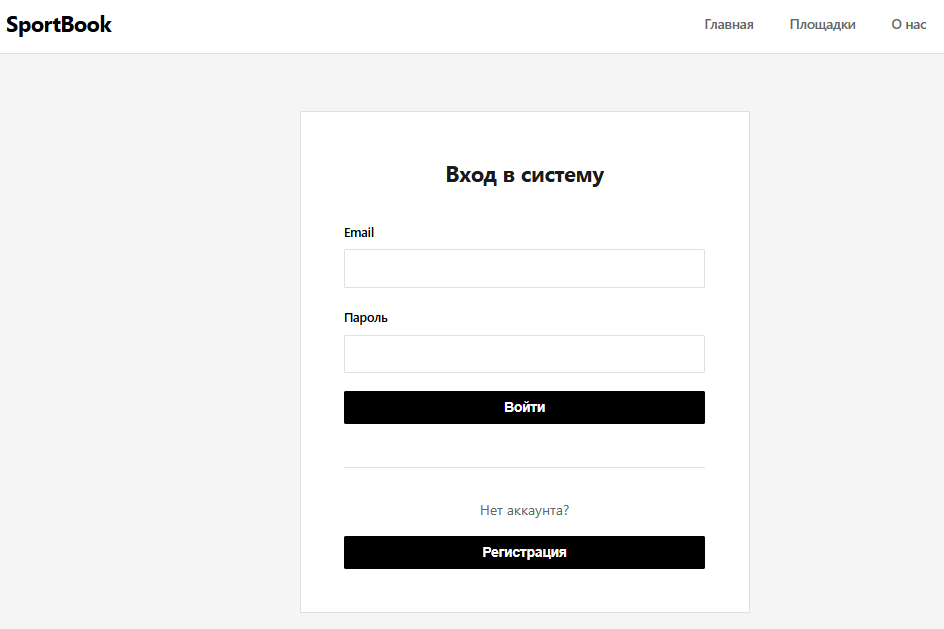 SportBook
Главная Площадки О нас
Вход в систему
Email
Пароль
Войти
Нет аккаунта?
Регистрация